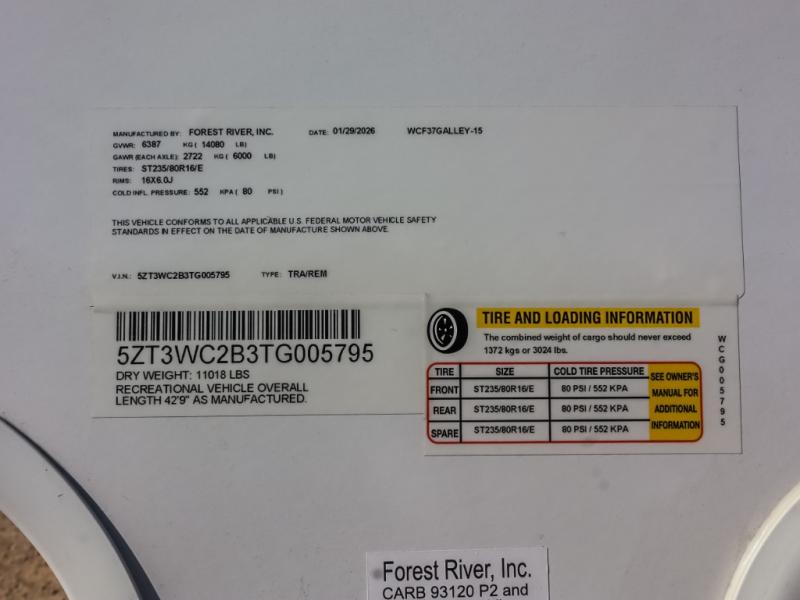 MANUFACTURED BY: FOREST RIVER, INC. DATE: 01/29/2026 WCF37GALLEY-15
GVWR: 6387 KG ( 14080 LB)
GAWR (EACH AXLE): 2722 KG ( 6000 LB)
TIRES: ST235/80R16/E
RIMS: 16X6.0J
COLD INFL. PRESSURE: 552 KPA ( 80 PSI )
THIS VEHICLE CONFORMS TO ALL APPLICABLE U.S. FEDERAL MOTOR VEHICLE SAFETY
STANDARDS IN EFFECT ON THE DATE OF MANUFACTURE SHOWN ABOVE.
V.I.N.: 5ZT3WC2B3TG005795 TYPE: TRA/REM
5ZT3WC2B3TG005795
DRY WEIGHT: 11018 LBS
RECREATIONAL VEHICLE OVERALL
LENGTH 42'9" AS MANUFACTURED.
TIRE AND LOADING INFORMATION
The combined weight of cargo should never exceed
1372 kgs or 3024 lbs.
TIRE SIZE COLD TIRE PRESSURE
FRONT ST235/80R16/E 80 PSI / 552 KPA
REAR ST235/80R16/E 80 PSI / 552 KPA
SPARE ST235/80R16/E 80 PSI / 552 KPA
SEE OWNER'S
MANUAL FOR
ADDITIONAL
INFORMATION
WCG005795
Forest River, Inc.
CARB 93120 P2 and